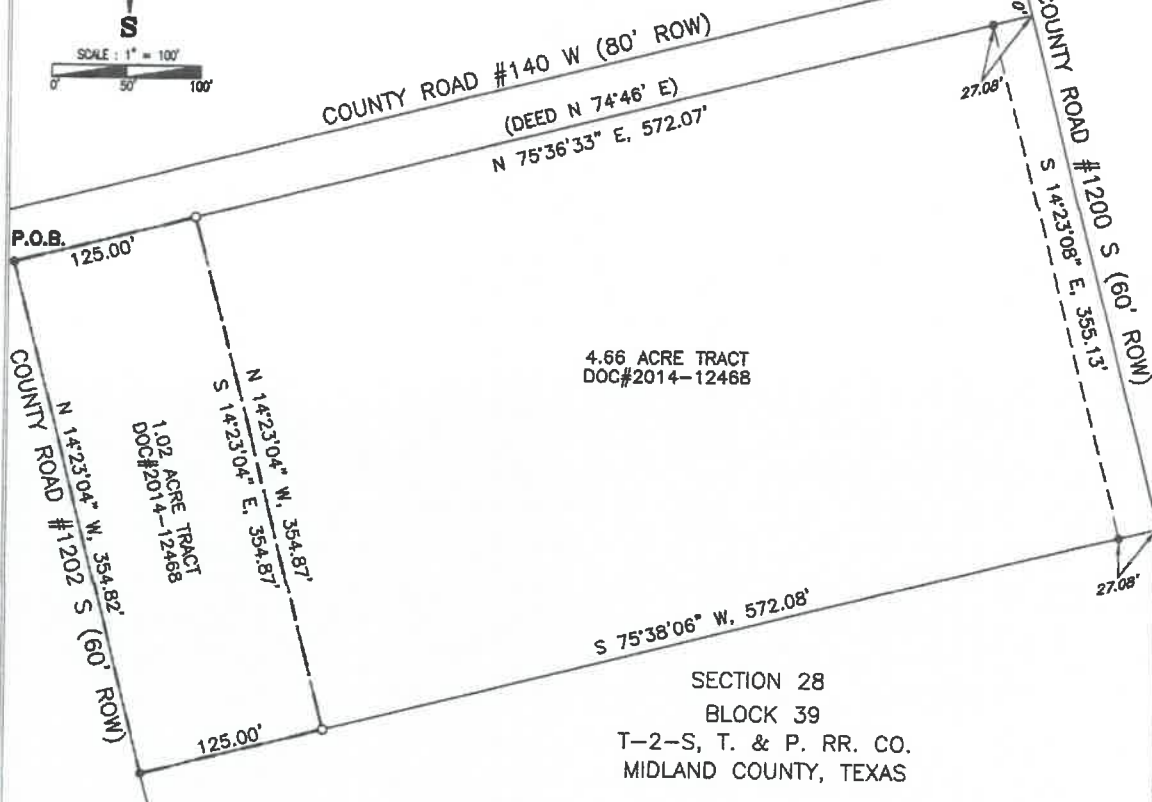 S
SCALE : 1" = 100'
0' 50' 100'
COUNTY ROAD #140 W (80' ROW)
(DEED N 74°46' E)
N 75°36'33" E, 572.07'
27.08'
COUNTY ROAD #1200 S (60' ROW)
S 14°23'08" E, 355.13'
P.O.B.
125.00'
COUNTY ROAD #1202 S (60' ROW)
N 14°23'04" W, 354.82'
1.02 ACRE TRACT
DOC#2014-12468
N 14°23'04" W, 354.87'
S 14°23'04" E, 354.87'
4.66 ACRE TRACT
DOC#2014-12468
27.08'
S 75°38'06" W, 572.08'
125.00'
SECTION 28
BLOCK 39
T-2-S, T. & P. RR. CO.
MIDLAND COUNTY, TEXAS